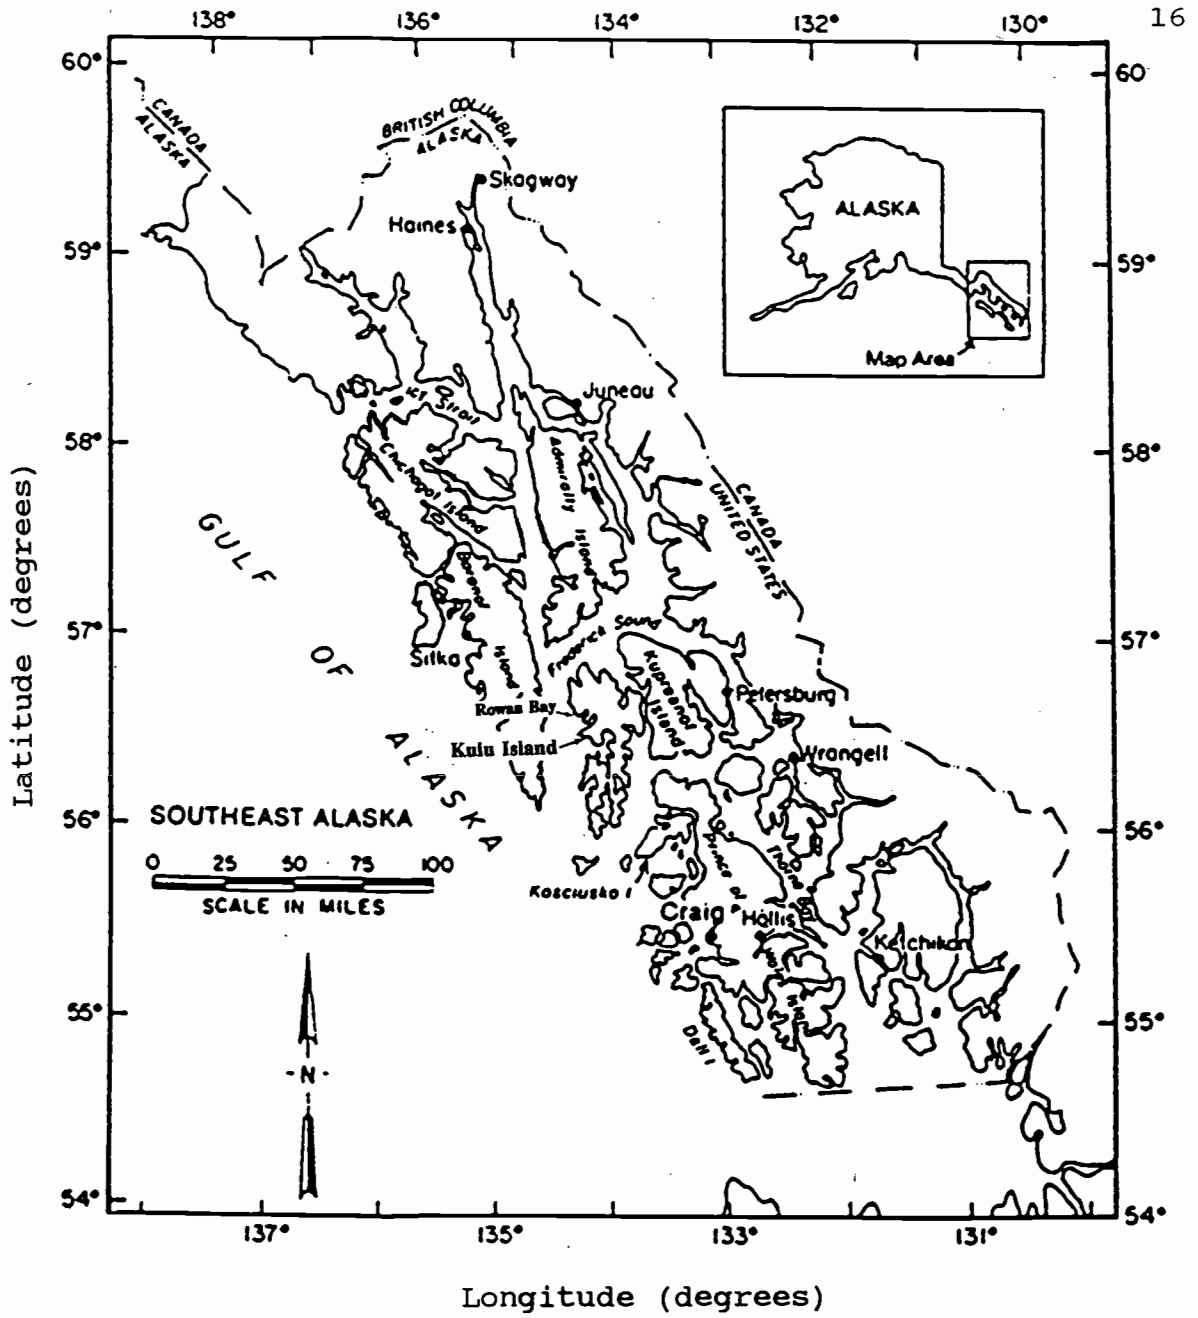 16
138° 136° 134° 132° 130°
60° 60
CANADA
ALASKA
BRITISH COLUMBIA
ALASKA
Skagway
Haines
ALASKA
Map Area
59° 59°
Juneau
Icy Strait
58° 58°
Chichagof Island
Admiralty Island
CANADA
UNITED STATES
GULF OF ALASKA
Baranof Island
57° 57°
Frederick Sound
Sitka
Kupreanof Island
Rowan Bay
Petersburg
Kuiu Island
Wrangell
56° 56°
SOUTHEAST ALASKA
0 25 50 75 100
SCALE IN MILES
Prince of
Kosciusko I
Craig
Hollis
Ketchikan
55° 55°
Dall I
-N-
54° 54°
137° 135° 133° 131°
Latitude (degrees)
Longitude (degrees)